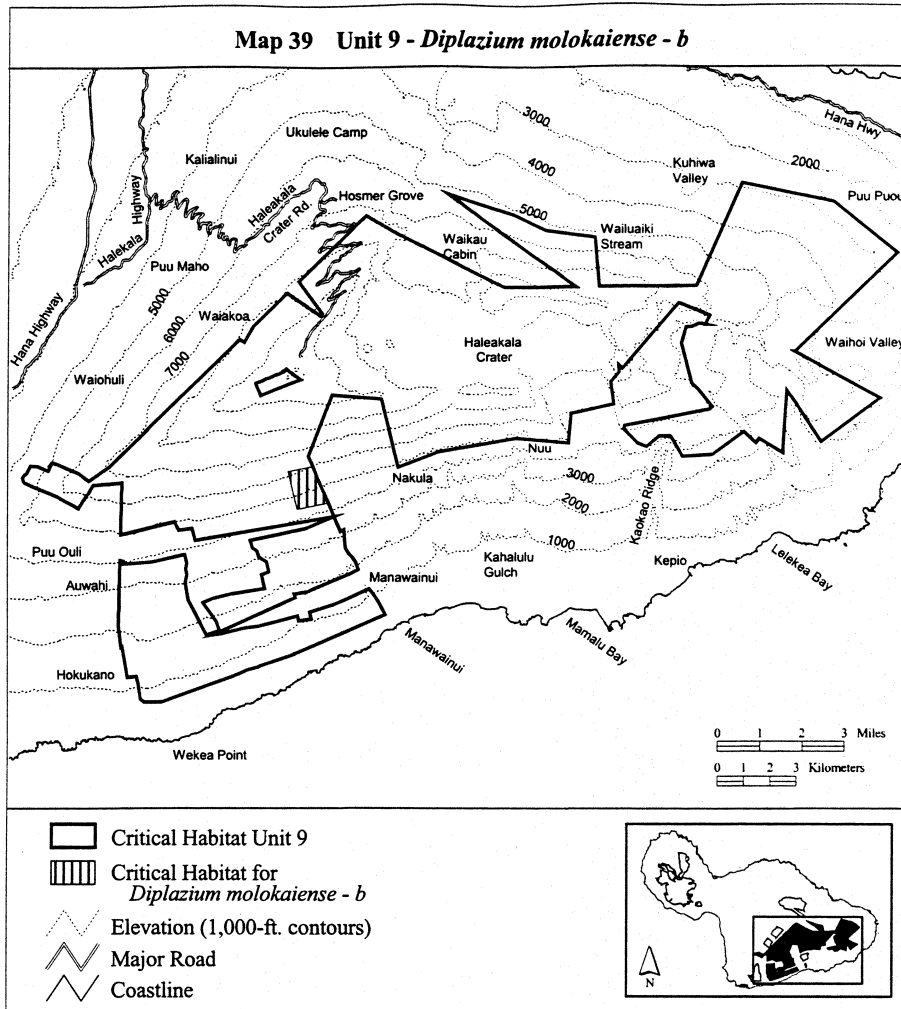 Map 39 Unit 9 - Diplazium molokaiense - b
3000
Hana Hwy
Ukulele Camp
Kalialinui
4000
Kuhiwa
Valley
2000
Highway
Haleakala
Crater Rd.
Hosmer Grove
Puu Puou
5000
Wailuaiki
Stream
Waikau
Cabin
Halekala
Puu Maho
5000
6000
7000
Waiakoa
Hana Highway
Haleakala
Crater
Waihoi Valley
Waiohuli
Nuu
Nakula
3000
2000
1000
Kaokao Ridge
Puu Ouli
Auwahi
Manawainui
Kahalulu
Gulch
Kepio
Lelekea Bay
Mamalu Bay
Manawainui
Hokukano
Wekea Point
0 1 2 3 Miles
0 1 2 3 Kilometers
Critical Habitat Unit 9
Critical Habitat for
Diplazium molokaiense - b
Elevation (1,000-ft. contours)
Major Road
Coastline
N